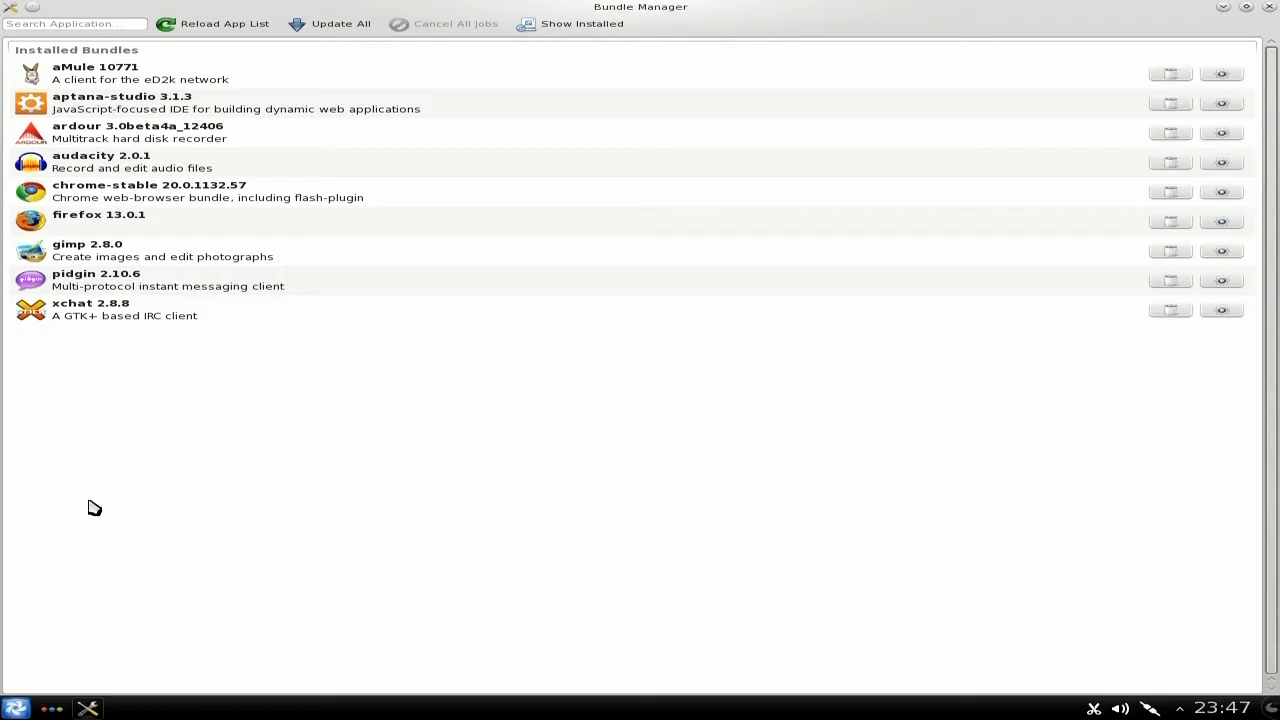 Bundle Manager
Search Application...
Reload App List
Update All
Cancel All Jobs
Show Installed
Installed Bundles
aMule 10771
A client for the eD2k network
aptana-studio 3.1.3
JavaScript-focused IDE for building dynamic web applications
ardour 3.0beta4a_12406
Multitrack hard disk recorder
ARDOUR
audacity 2.0.1
Record and edit audio files
chrome-stable 20.0.1132.57
Chrome web-browser bundle, including flash-plugin
firefox 13.0.1
gimp 2.8.0
Create images and edit photographs
pidgin 2.10.6
Multi-protocol instant messaging client
pidgin
xchat 2.8.8
A GTK+ based IRC client
23:47